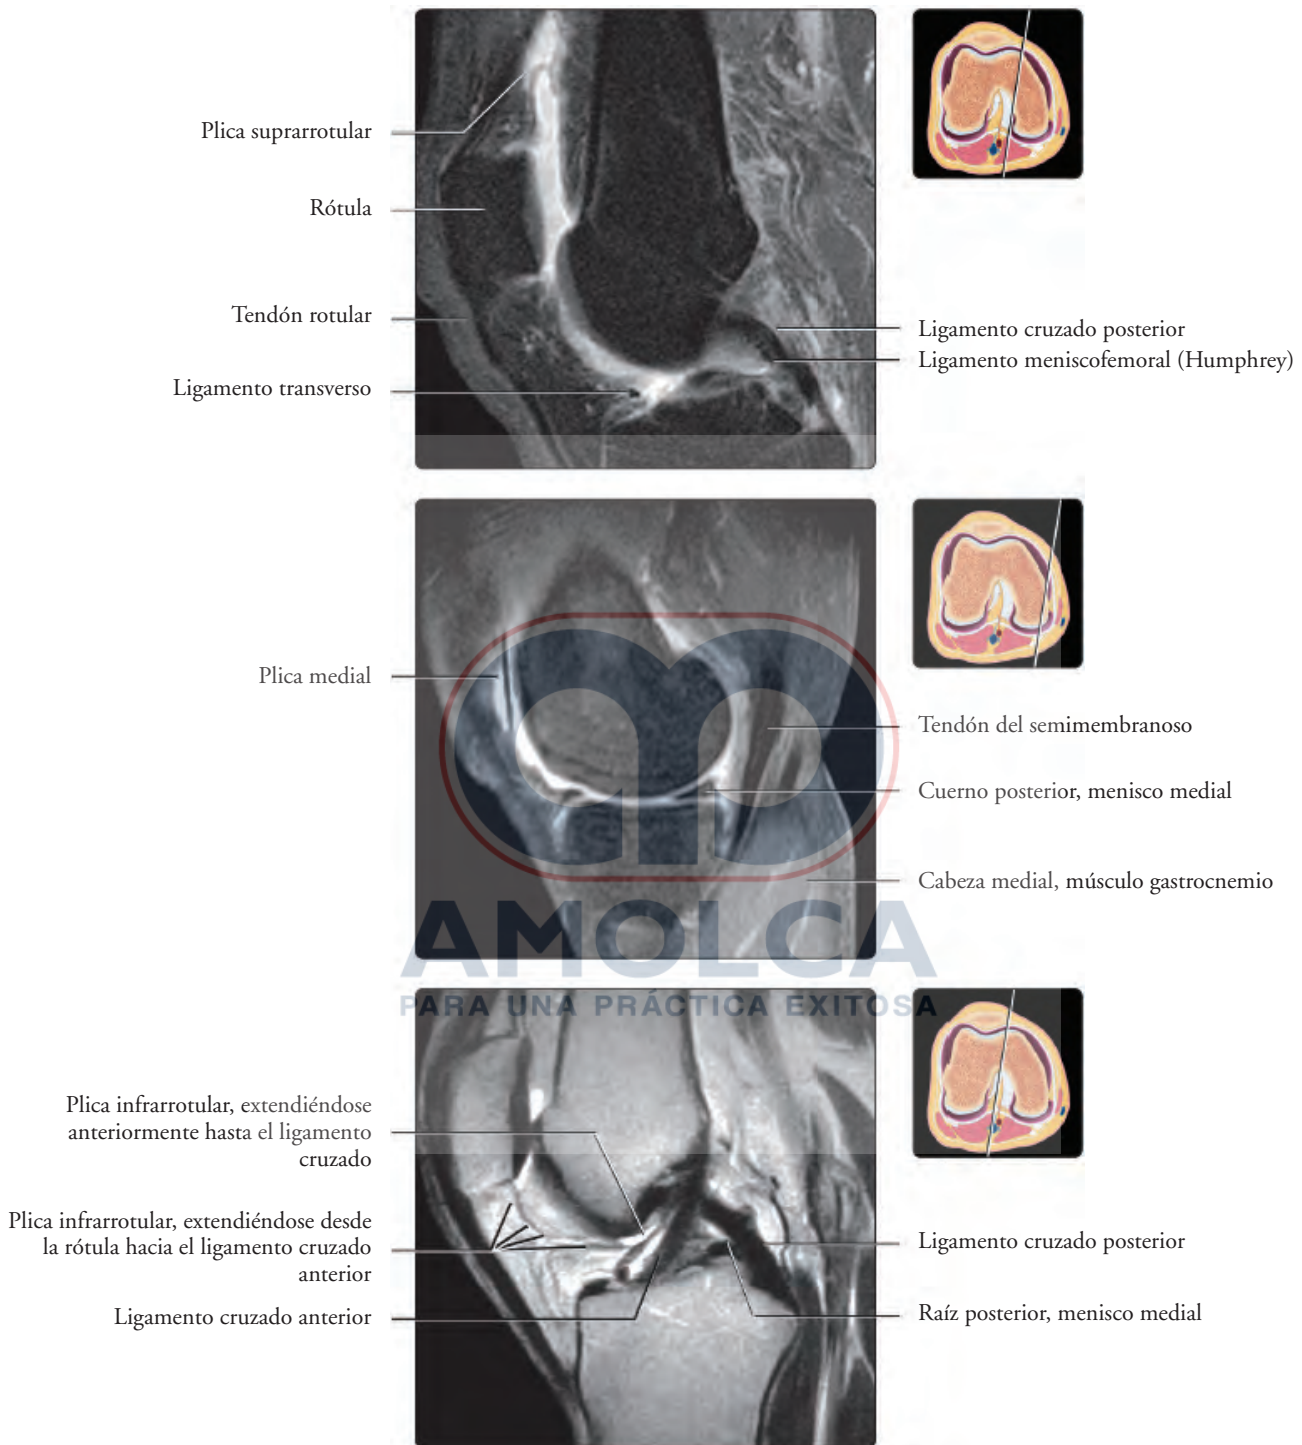 Plica suprarrotular
Rótula
Tendón rotular
Ligamento transverso
Ligamento cruzado posterior
Ligamento meniscofemoral (Humphrey)
Plica medial
Tendón del semimembranoso
Cuerno posterior, menisco medial
Cabeza medial, músculo gastrocnemio
AMOLCA
PARA UNA PRÁCTICA EXITOSA
Plica infrarrotular, extendiéndose
anteriormente hasta el ligamento
cruzado
Plica infrarrotular, extendiéndose desde
la rótula hacia el ligamento cruzado
anterior
Ligamento cruzado anterior
Ligamento cruzado posterior
Raíz posterior, menisco medial